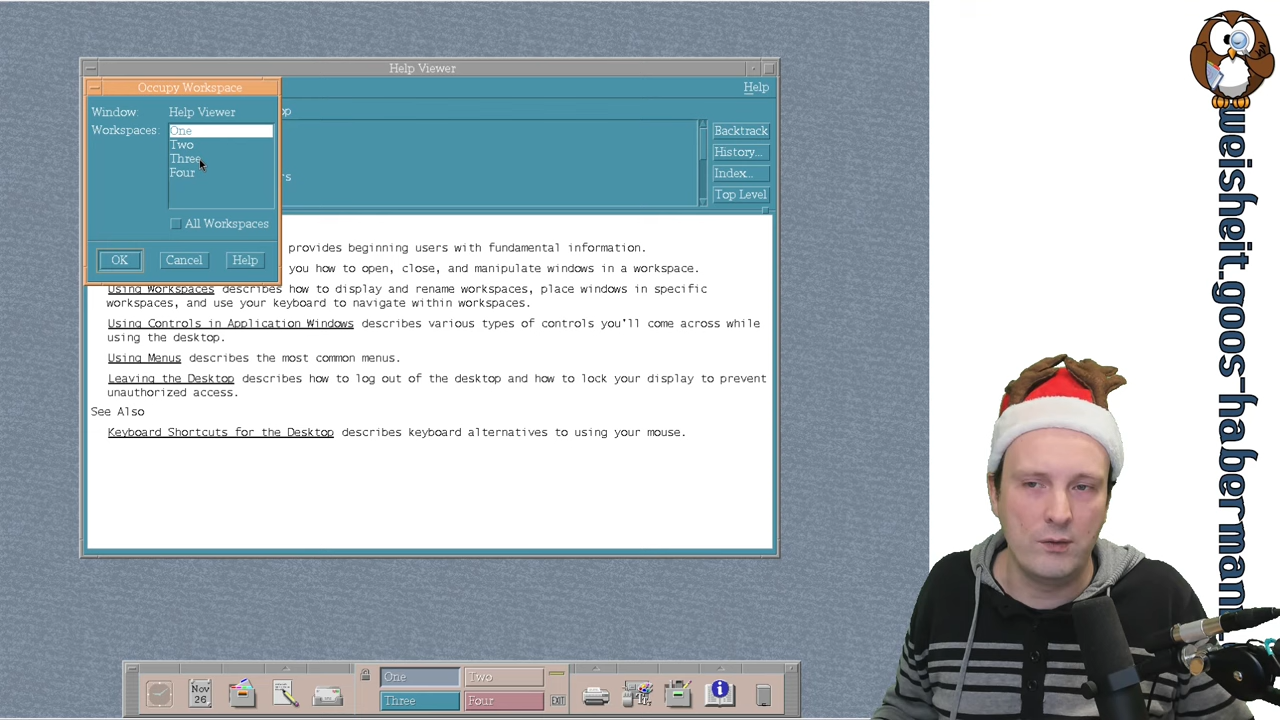 Help Viewer
Occupy Workspace
Help
Window: Help Viewer
op
Workspaces: One
Two
Three
Four
rs
Backtrack
History...
Index...
Top Level
All Workspaces
OK Cancel Help
provides beginning users with fundamental information.
you how to open, close, and manipulate windows in a workspace.
Using Workspaces describes how to display and rename workspaces, place windows in specific
workspaces, and use your keyboard to navigate within workspaces.
Using Controls in Application Windows describes various types of controls you'll come across while
using the desktop.
Using Menus describes the most common menus.
Leaving the Desktop describes how to log out of the desktop and how to lock your display to prevent
unauthorized access.
See Also
Keyboard Shortcuts for the Desktop describes keyboard alternatives to using your mouse.
Nov
26
One Two
Three Four
EXIT
weisheit.goos-habermann